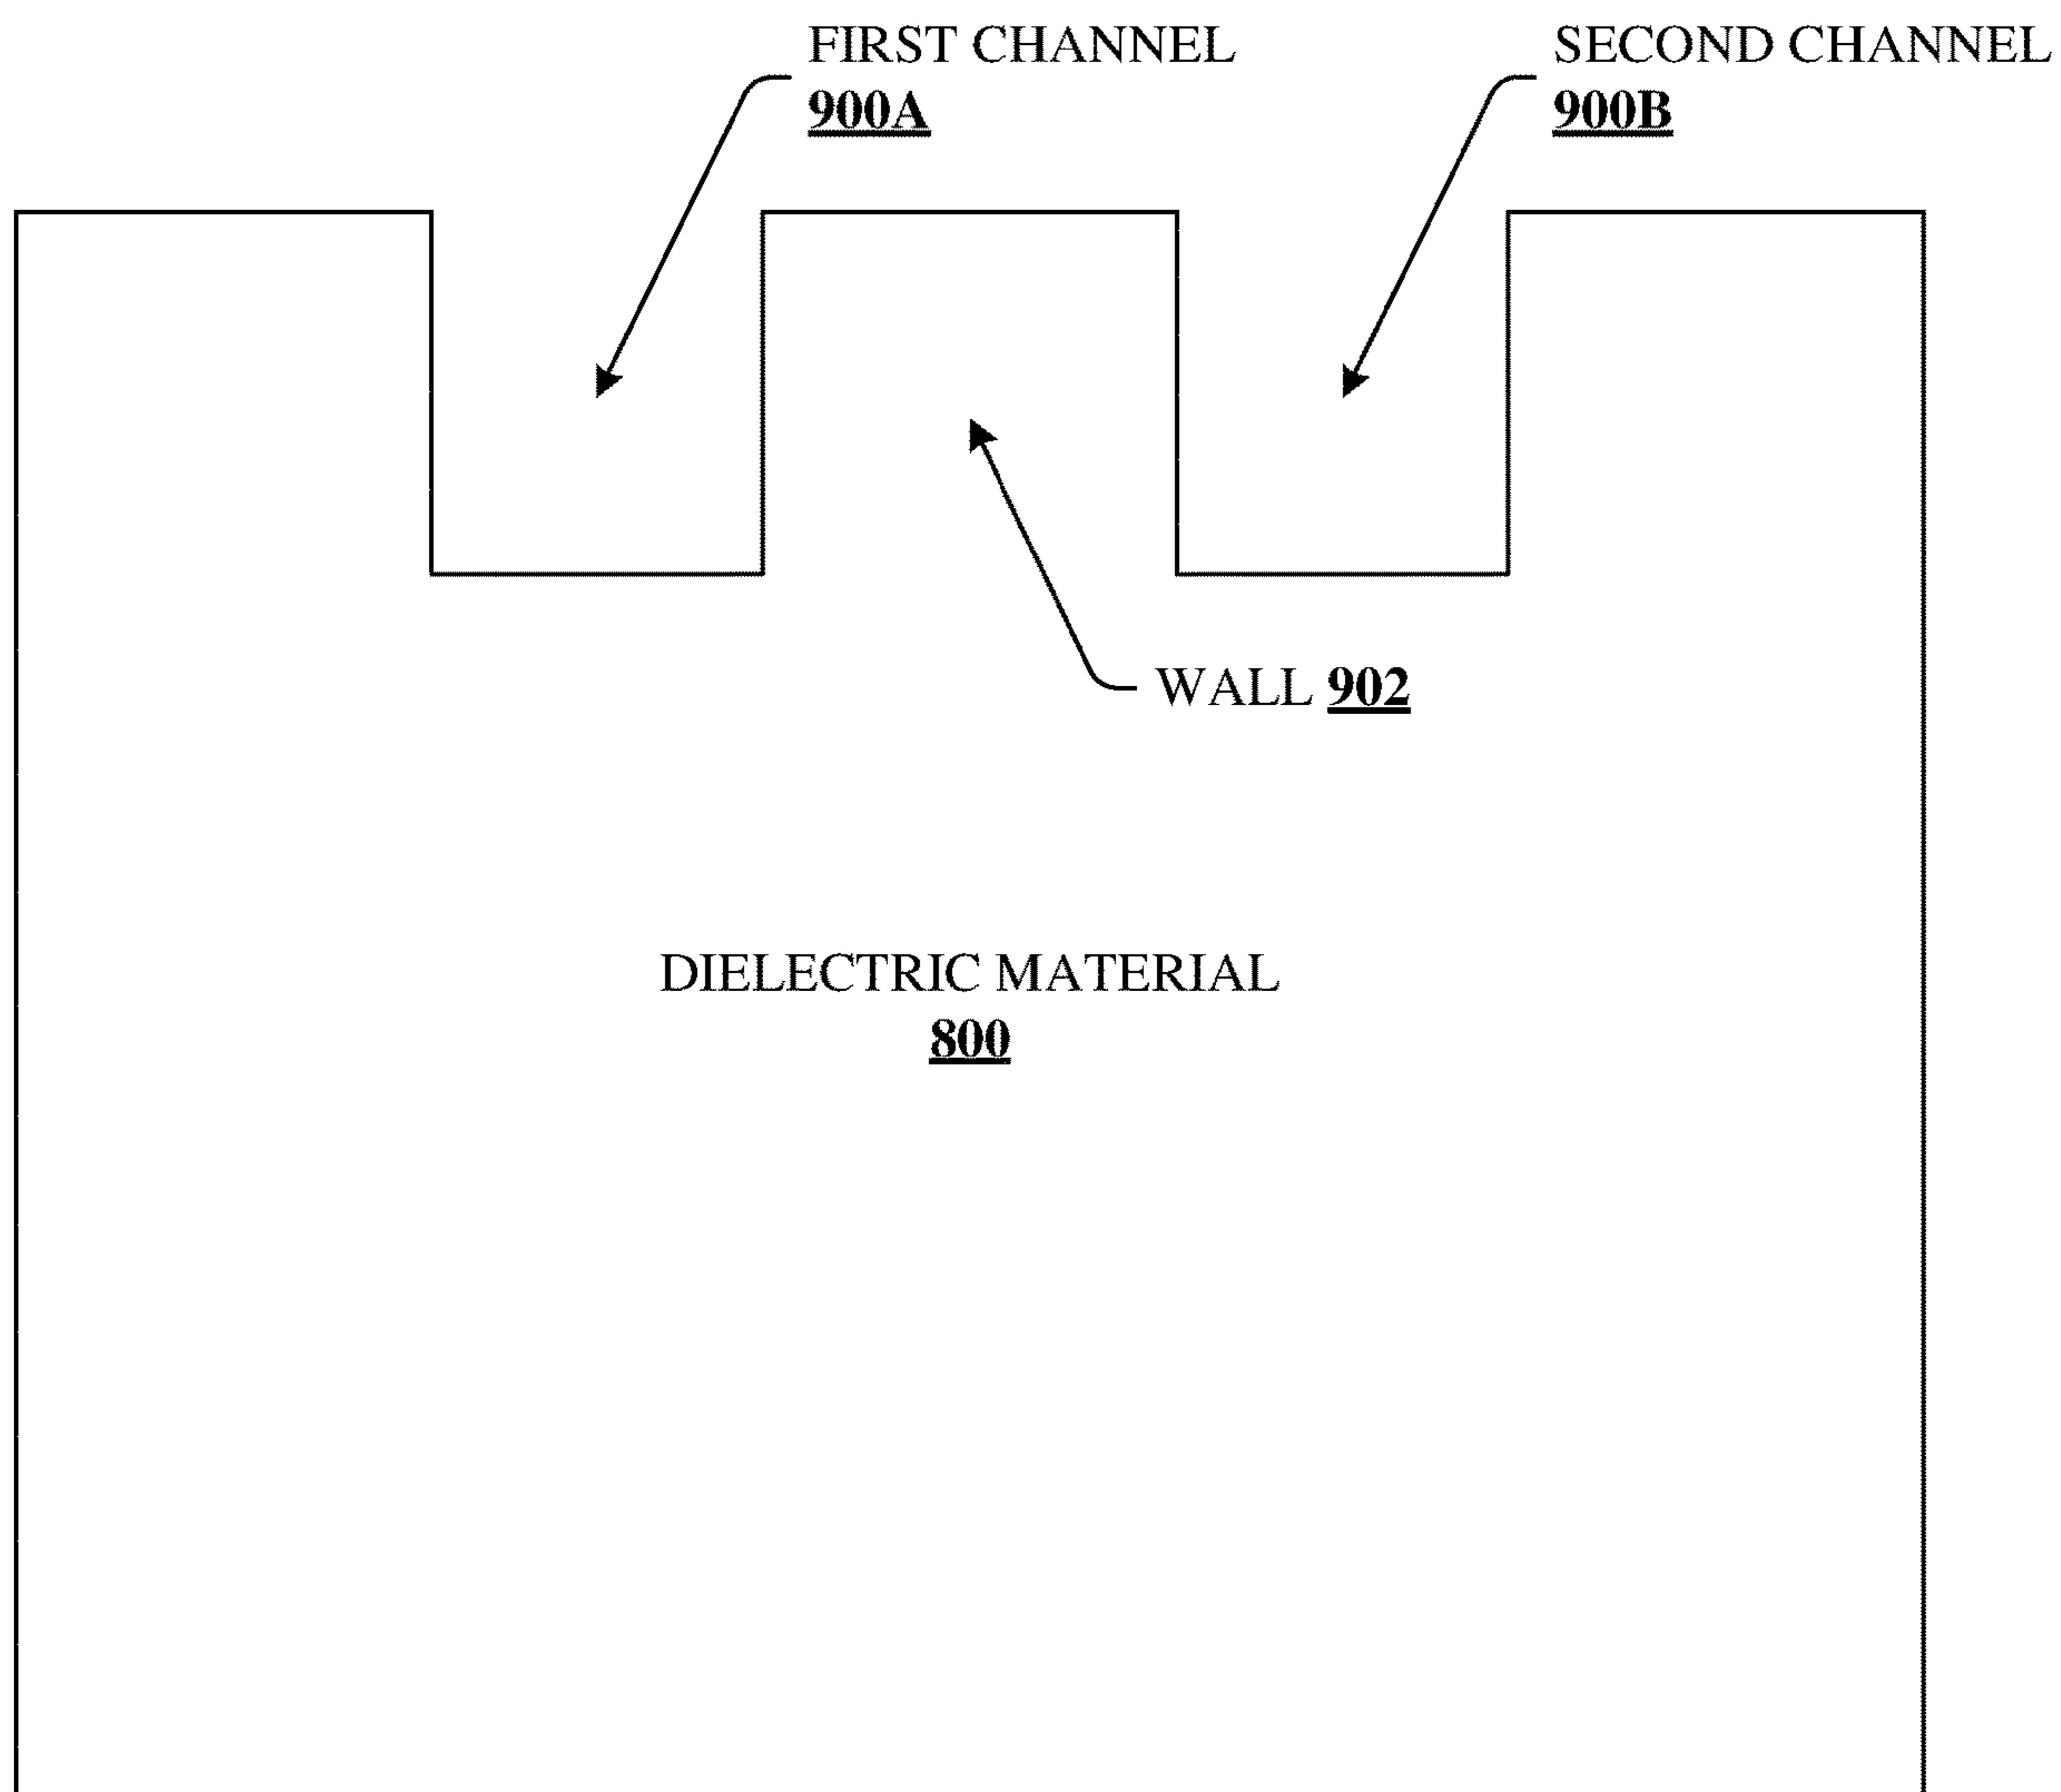 FIRST CHANNEL
900A
SECOND CHANNEL
900B
WALL 902
DIELECTRIC MATERIAL
800